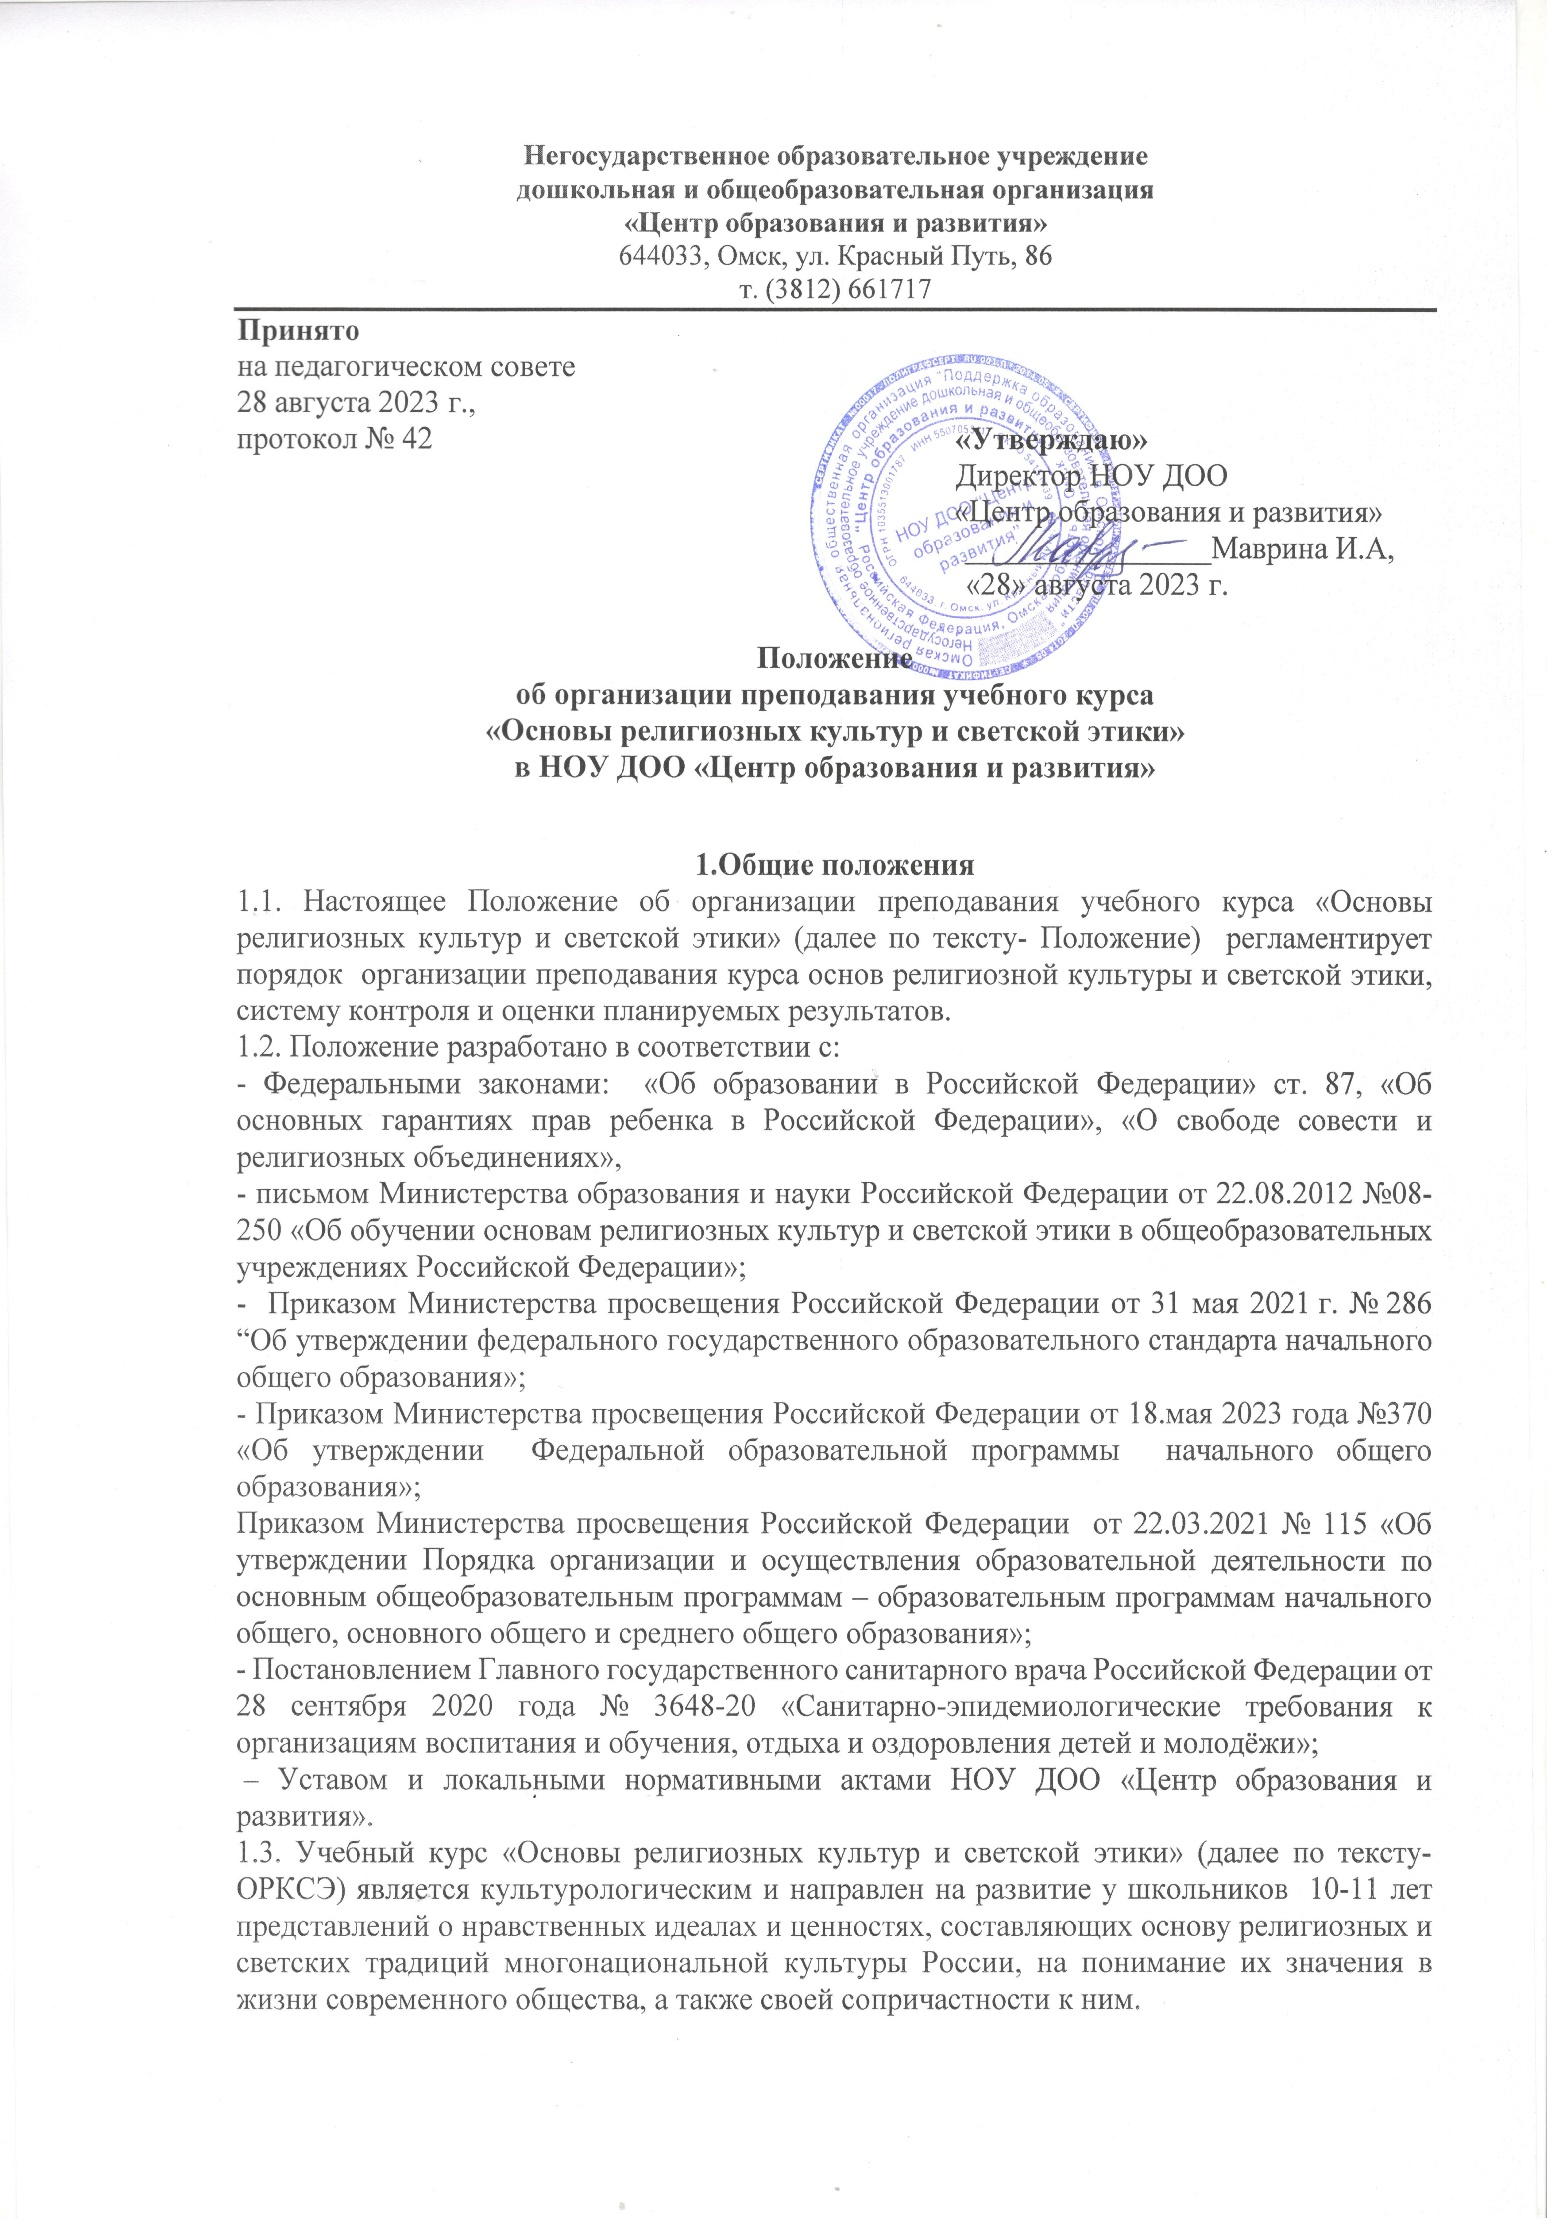 Негосударственное образовательное учреждение
дошкольная и общеобразовательная организация
«Центр образования и развития»
644033, Омск, ул. Красный Путь, 86
т. (3812) 661717
Принято
на педагогическом совете
28 августа 2023 г.,
протокол № 42
«Утверждаю»
Директор НОУ ДОО
«Центр образования и развития»
________________Маврина И.А,
«28» августа 2023 г.
НОУ ДОО "Центр
образования и
развития"
Положение
об организации преподавания учебного курса
«Основы религиозных культур и светской этики»
в НОУ ДОО «Центр образования и развития»
1.Общие положения
1.1. Настоящее Положение об организации преподавания учебного курса «Основы
религиозных культур и светской этики» (далее по тексту- Положение) регламентирует
порядок организации преподавания курса основ религиозной культуры и светской этики,
систему контроля и оценки планируемых результатов.
1.2. Положение разработано в соответствии с:
- Федеральными законами: «Об образовании в Российской Федерации» ст. 87, «Об
основных гарантиях прав ребенка в Российской Федерации», «О свободе совести и
религиозных объединениях»,
- письмом Министерства образования и науки Российской Федерации от 22.08.2012 №08-
250 «Об обучении основам религиозных культур и светской этики в общеобразовательных
учреждениях Российской Федерации»;
- Приказом Министерства просвещения Российской Федерации от 31 мая 2021 г. № 286
“Об утверждении федерального государственного образовательного стандарта начального
общего образования»;
- Приказом Министерства просвещения Российской Федерации от 18.мая 2023 года №370
«Об утверждении Федеральной образовательной программы начального общего
образования»;
Приказом Министерства просвещения Российской Федерации от 22.03.2021 № 115 «Об
утверждении Порядка организации и осуществления образовательной деятельности по
основным общеобразовательным программам – образовательным программам начального
общего, основного общего и среднего общего образования»;
- Постановлением Главного государственного санитарного врача Российской Федерации от
28 сентября 2020 года № 3648-20 «Санитарно-эпидемиологические требования к
организациям воспитания и обучения, отдыха и оздоровления детей и молодёжи»;
– Уставом и локальными нормативными актами НОУ ДОО «Центр образования и
развития».
1.3. Учебный курс «Основы религиозных культур и светской этики» (далее по тексту-
ОРКСЭ) является культурологическим и направлен на развитие у школьников 10-11 лет
представлений о нравственных идеалах и ценностях, составляющих основу религиозных и
светских традиций многонациональной культуры России, на понимание их значения в
жизни современного общества, а также своей сопричастности к ним.